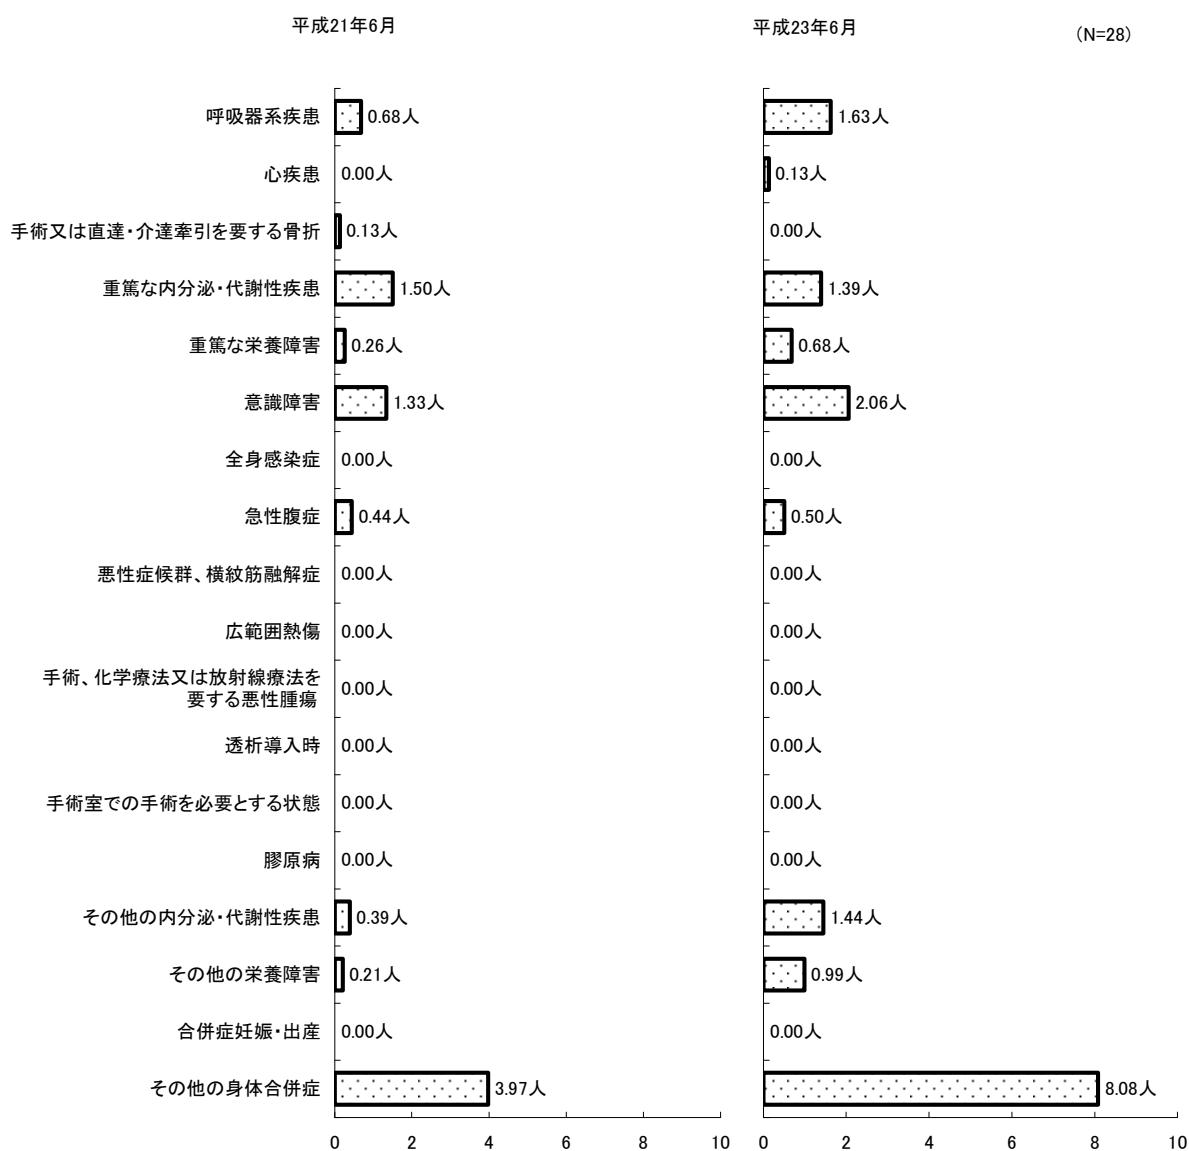 平成21年6月 平成23年6月 (N=28)
呼吸器系疾患 0.68人 1.63人
心疾患 0.00人 0.13人
手術又は直達・介達牽引を要する骨折 0.13人 0.00人
重篤な内分泌・代謝性疾患 1.50人 1.39人
重篤な栄養障害 0.26人 0.68人
意識障害 1.33人 2.06人
全身感染症 0.00人 0.00人
急性腹症 0.44人 0.50人
悪性症候群、横紋筋融解症 0.00人 0.00人
広範囲熱傷 0.00人 0.00人
手術、化学療法又は放射線療法を
要する悪性腫瘍 0.00人 0.00人
透析導入時 0.00人 0.00人
手術室での手術を必要とする状態 0.00人 0.00人
膠原病 0.00人 0.00人
その他の内分泌・代謝性疾患 0.39人 1.44人
その他の栄養障害 0.21人 0.99人
合併症妊娠・出産 0.00人 0.00人
その他の身体合併症 3.97人 8.08人
0 2 4 6 8 10 0 2 4 6 8 10